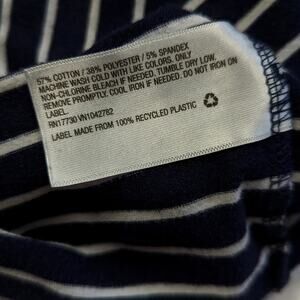 57% COTTON / 38% POLYESTER / 5% SPANDEX
MACHINE WASH COLD WITH LIKE COLORS. ONLY
NON-CHLORINE BLEACH IF NEEDED. TUMBLE DRY LOW.
REMOVE PROMPTLY. COOL IRON IF NEEDED. DO NOT IRON ON
LABEL.
RN17730 VN1042782
LABEL MADE FROM 100% RECYCLED PLASTIC